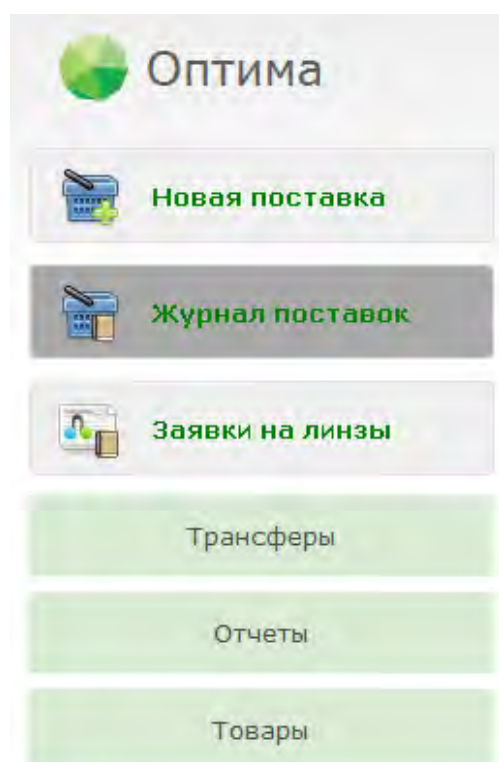 Оптима
Новая поставка
Журнал поставок
Заявки на линзы
Трансферы
Отчеты
Товары